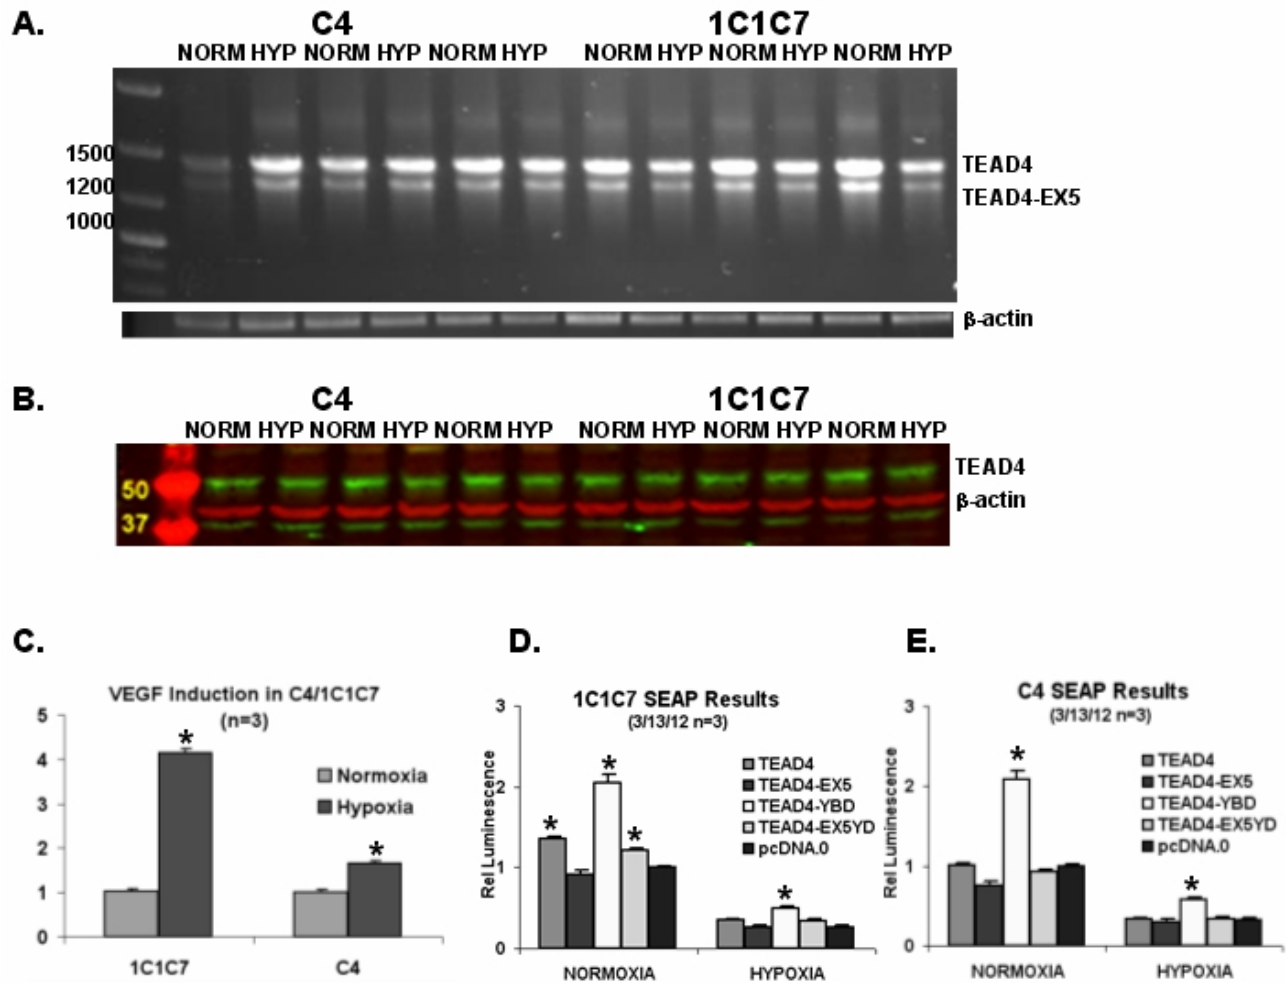 A.
C4 1C1C7
NORM HYP NORM HYP NORM HYP NORM HYP NORM HYP NORM HYP
1500
1200
1000
TEAD4
TEAD4-EX5
β-actin
B.
C4 1C1C7
NORM HYP NORM HYP NORM HYP NORM HYP NORM HYP NORM HYP
50
37
TEAD4
β-actin
C.
VEGF Induction in C4/1C1C7
(n=3)
5
4
3
2
1
0
* *
Normoxia
Hypoxia
1C1C7 C4
D.
1C1C7 SEAP Results
(3/13/12 n=3)
Rel Luminescence
3
2
1
0
* * * *
TEAD4
TEAD4-EX5
TEAD4-YBD
TEAD4-EX5YD
pcDNA.0
NORMOXIA HYPOXIA
E.
C4 SEAP Results
(3/13/12 n=3)
Rel Luminescence
3
2
1
0
* *
TEAD4
TEAD4-EX5
TEAD4-YBD
TEAD4-EX5YD
pcDNA.0
NORMOXIA HYPOXIA